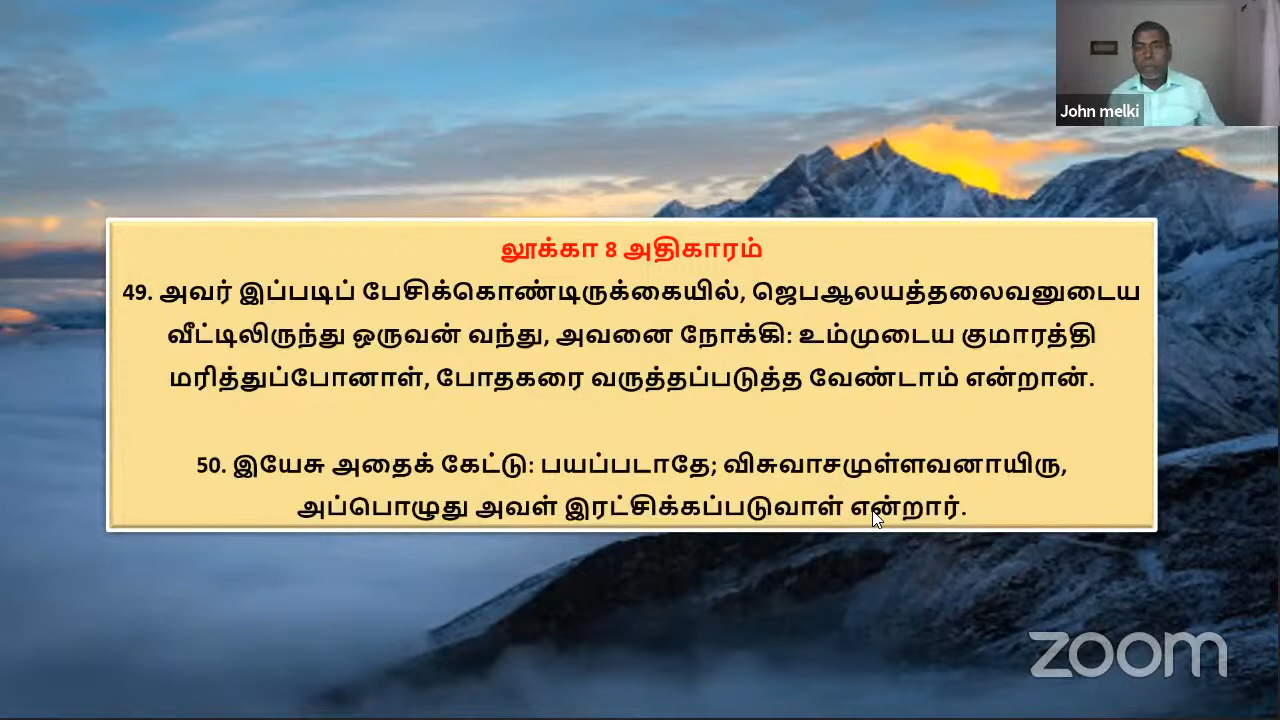 John melki
லூக்கா 8 அதிகாரம்
49. அவர் இப்படிப் பேசிக்கொண்டிருக்கையில், ஜெபஆலயத்தலைவனுடைய
வீட்டிலிருந்து ஒருவன் வந்து, அவனை நோக்கி: உம்முடைய குமாரத்தி
மரித்துப்போனாள், போதகரை வருத்தப்படுத்த வேண்டாம் என்றான்.
50. இயேசு அதைக் கேட்டு: பயப்படாதே; விசுவாசமுள்ளவனாயிரு,
அப்பொழுது அவள் இரட்சிக்கப்படுவாள் என்றார்.
zoom